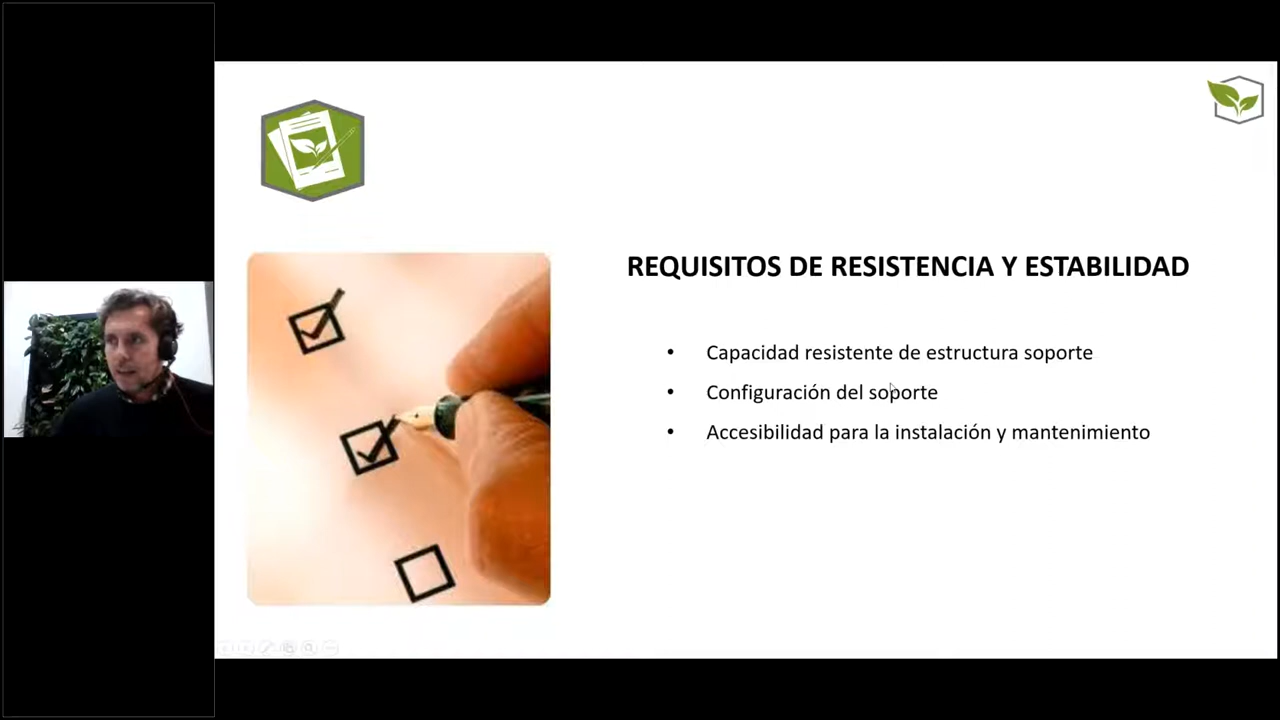 REQUISITOS DE RESISTENCIA Y ESTABILIDAD
• Capacidad resistente de estructura soporte
• Configuración del soporte
• Accesibilidad para la instalación y mantenimiento